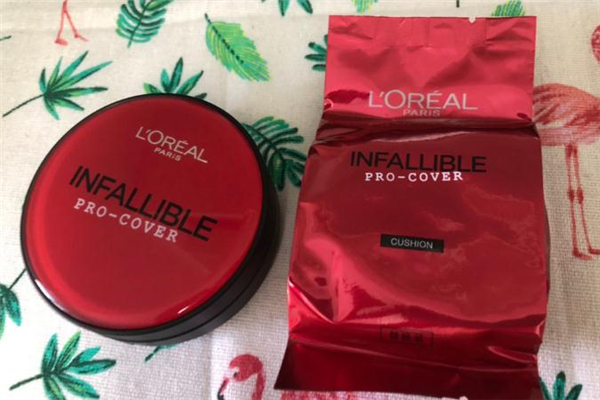 L'ORÉAL
PARIS
INFALLIBLE
PRO-COVER
L'ORÉAL
PARIS
INFALLIBLE
PRO-COVER
CUSHION